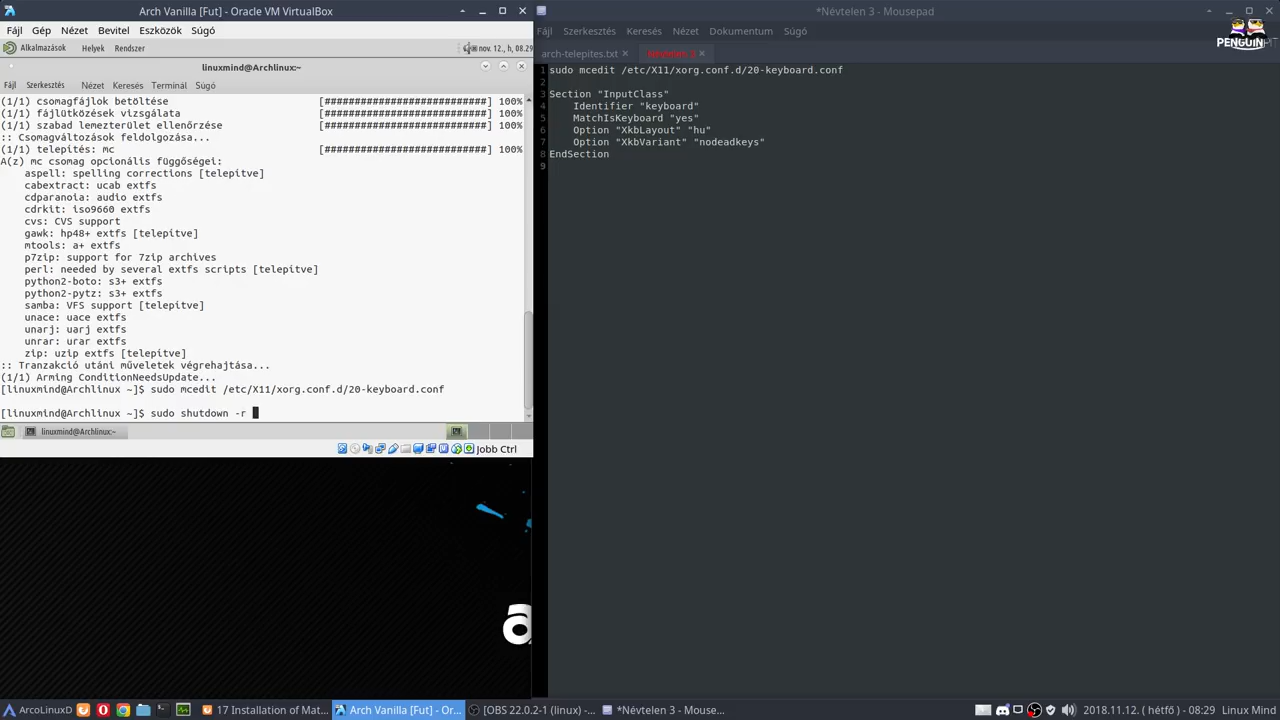 Arch Vanilla [Fut] - Oracle VM VirtualBox
Fájl Gép Nézet Bevitel Eszközök Súgó
Alkalmazások Helyek Rendszer nov. 12., h, 08.29
linuxmind@Archlinux:~
Fájl Szerkesztés Nézet Keresés Terminál Súgó
(1/1) csomagfájlok betöltése [###########################] 100%
(1/1) fájlütközések vizsgálata [###########################] 100%
(1/1) szabad lemezterület ellenőrzése [###########################] 100%
:: Csomagváltozások feldolgozása...
(1/1) telepítés: mc [###########################] 100%
A(z) mc csomag opcionális függőségei:
aspell: spelling corrections [telepítve]
cabextract: ucab extfs
cdparanoia: audio extfs
cdrkit: iso9660 extfs
cvs: CVS support
gawk: hp48+ extfs [telepítve]
mtools: a+ extfs
p7zip: support for 7zip archives
perl: needed by several extfs scripts [telepítve]
python2-boto: s3+ extfs
python2-pytz: s3+ extfs
samba: VFS support [telepítve]
unace: uace extfs
unarj: uarj extfs
unrar: urar extfs
zip: uzip extfs [telepítve]
:: Tranzakció utáni műveletek végrehajtása...
(1/1) Arming ConditionNeedsUpdate...
[linuxmind@Archlinux ~]$ sudo mcedit /etc/X11/xorg.conf.d/20-keyboard.conf
[linuxmind@Archlinux ~]$ sudo shutdown -r
linuxmind@Archlinux:~
Jobb Ctrl
a
*Névtelen 3 - Mousepad
Fájl Szerkesztés Keresés Nézet Dokumentum Súgó
PENGUIN
arch-telepites.txt × Névtelen 3 ×
1 sudo mcedit /etc/X11/xorg.conf.d/20-keyboard.conf
2
3 Section "InputClass"
4 Identifier "keyboard"
5 MatchIsKeyboard "yes"
6 Option "XkbLayout" "hu"
7 Option "XkbVariant" "nodeadkeys"
8 EndSection
9
ArcoLinuxD 17 Installation of Mat... Arch Vanilla [Fut] - Or... [OBS 22.0.2-1 (linux) -... *Névtelen 3 - Mouse... 2018.11.12. ( hétfő ) - 08:29 Linux Mind